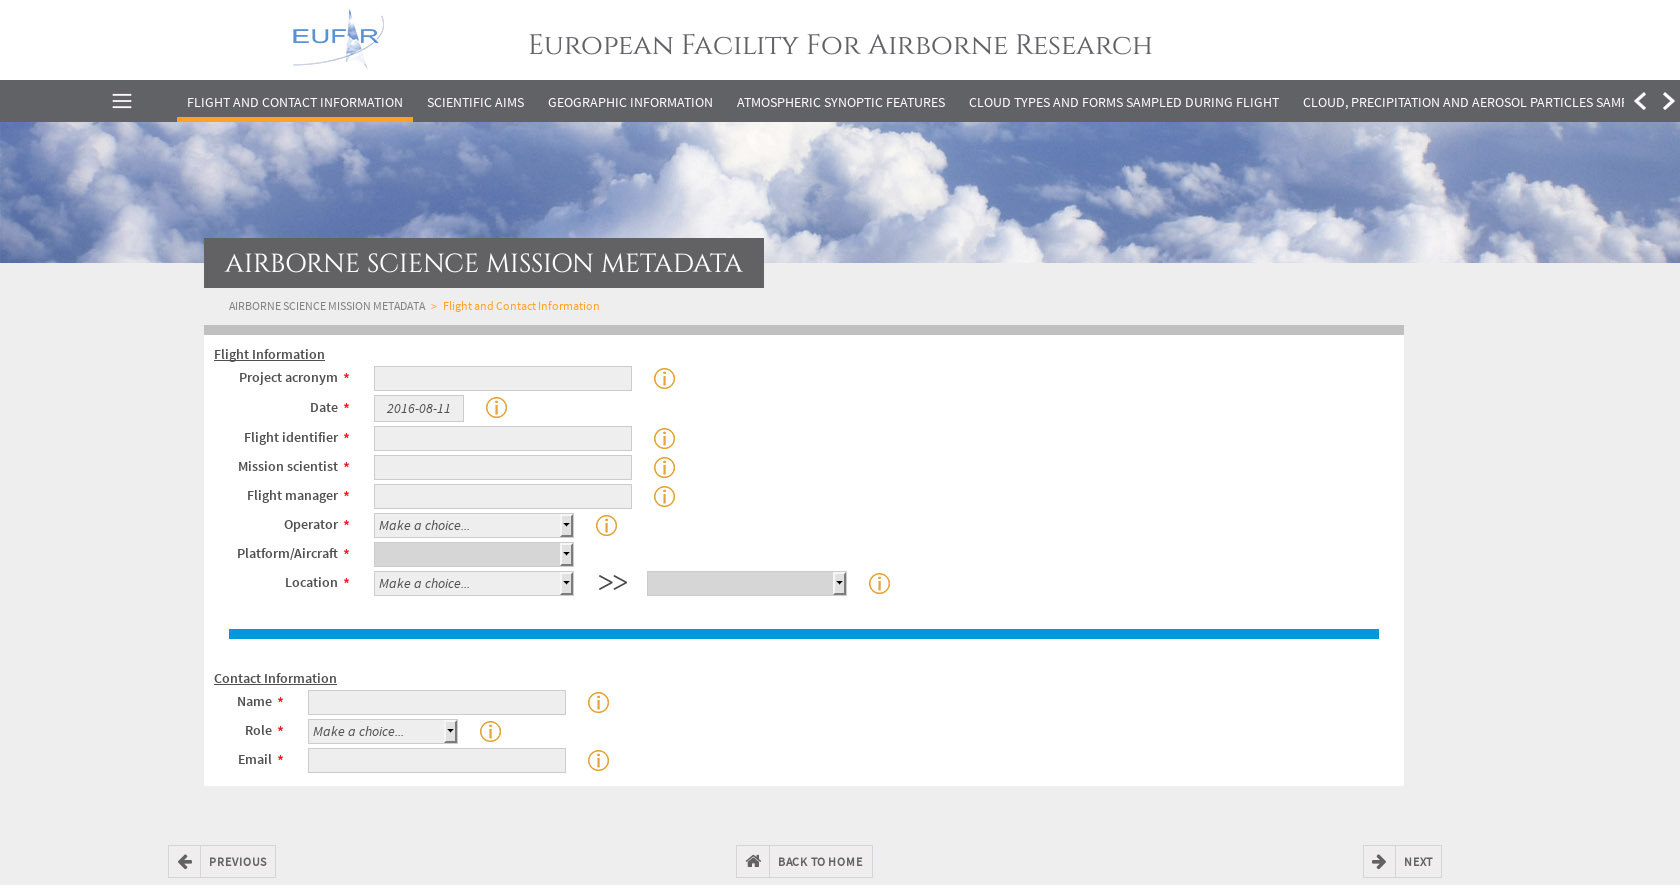 EUFAR
European Facility For Airborne Research
FLIGHT AND CONTACT INFORMATION SCIENTIFIC AIMS GEOGRAPHIC INFORMATION ATMOSPHERIC SYNOPTIC FEATURES CLOUD TYPES AND FORMS SAMPLED DURING FLIGHT CLOUD, PRECIPITATION AND AEROSOL PARTICLES
AIRBORNE SCIENCE MISSION METADATA
AIRBORNE SCIENCE MISSION METADATA > Flight and Contact Information
Flight Information
Project acronym *
Date * 2016-08-11
Flight identifier *
Mission scientist *
Flight manager *
Operator * Make a choice...
Platform/Aircraft *
Location * Make a choice... >>
Contact Information
Name *
Role * Make a choice...
Email *
PREVIOUS BACK TO HOME NEXT